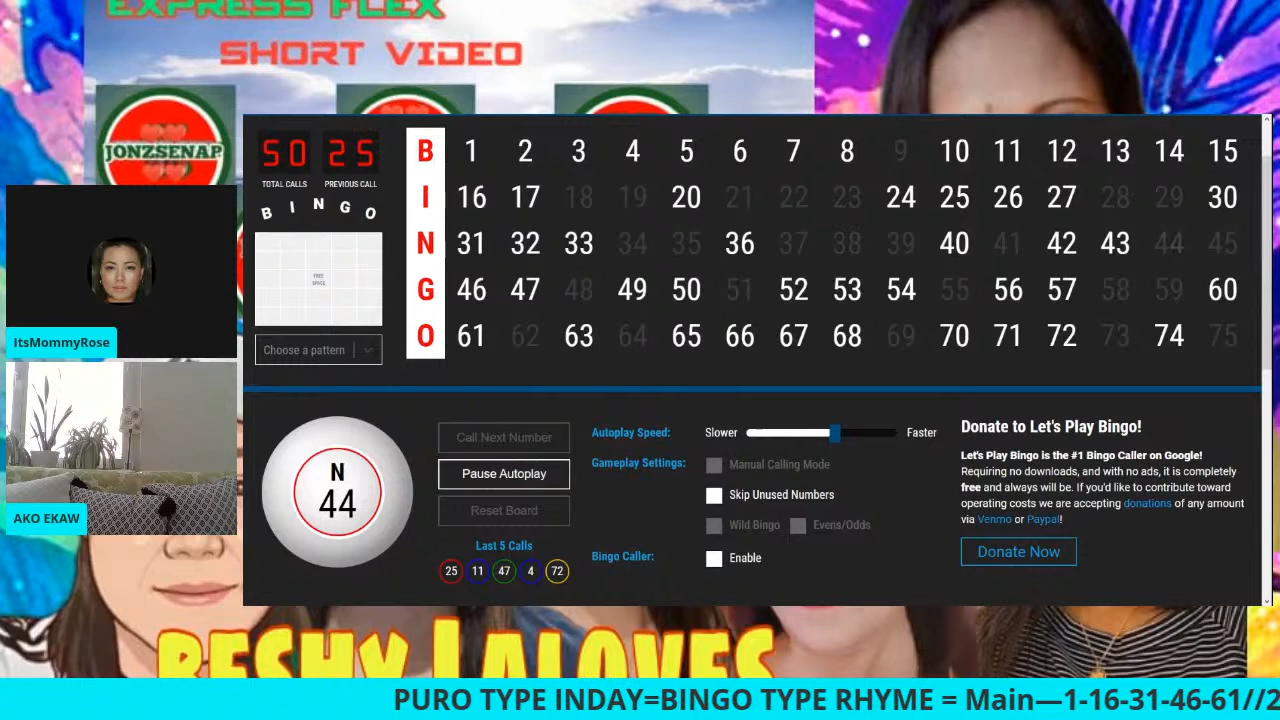 EXPRESS FLEX
SHORT VIDEO
JONZSENAP
50 25
TOTAL CALLS PREVIOUS CALL
B I N G O
FREE SPACE
Choose a pattern
B 1 2 3 4 5 6 7 8 9 10 11 12 13 14 15
I 16 17 18 19 20 21 22 23 24 25 26 27 28 29 30
N 31 32 33 34 35 36 37 38 39 40 41 42 43 44 45
G 46 47 48 49 50 51 52 53 54 55 56 57 58 59 60
O 61 62 63 64 65 66 67 68 69 70 71 72 73 74 75
ItsMommyRose
AKO EKAW
N
44
Call Next Number
Pause Autoplay
Reset Board
Last 5 Calls
25 11 47 4 72
Autoplay Speed: Slower Faster
Gameplay Settings: Manual Calling Mode
Skip Unused Numbers
Wild Bingo Evens/Odds
Bingo Caller: Enable
Donate to Let's Play Bingo!
Let's Play Bingo is the #1 Bingo Caller on Google!
Requiring no downloads, and with no ads, it is completely
free and always will be. If you'd like to contribute toward
operating costs we are accepting donations of any amount
via Venmo or Paypal!
Donate Now
BESHY LALOVES
PURO TYPE INDAY=BINGO TYPE RHYME = Main—1-16-31-46-61//2